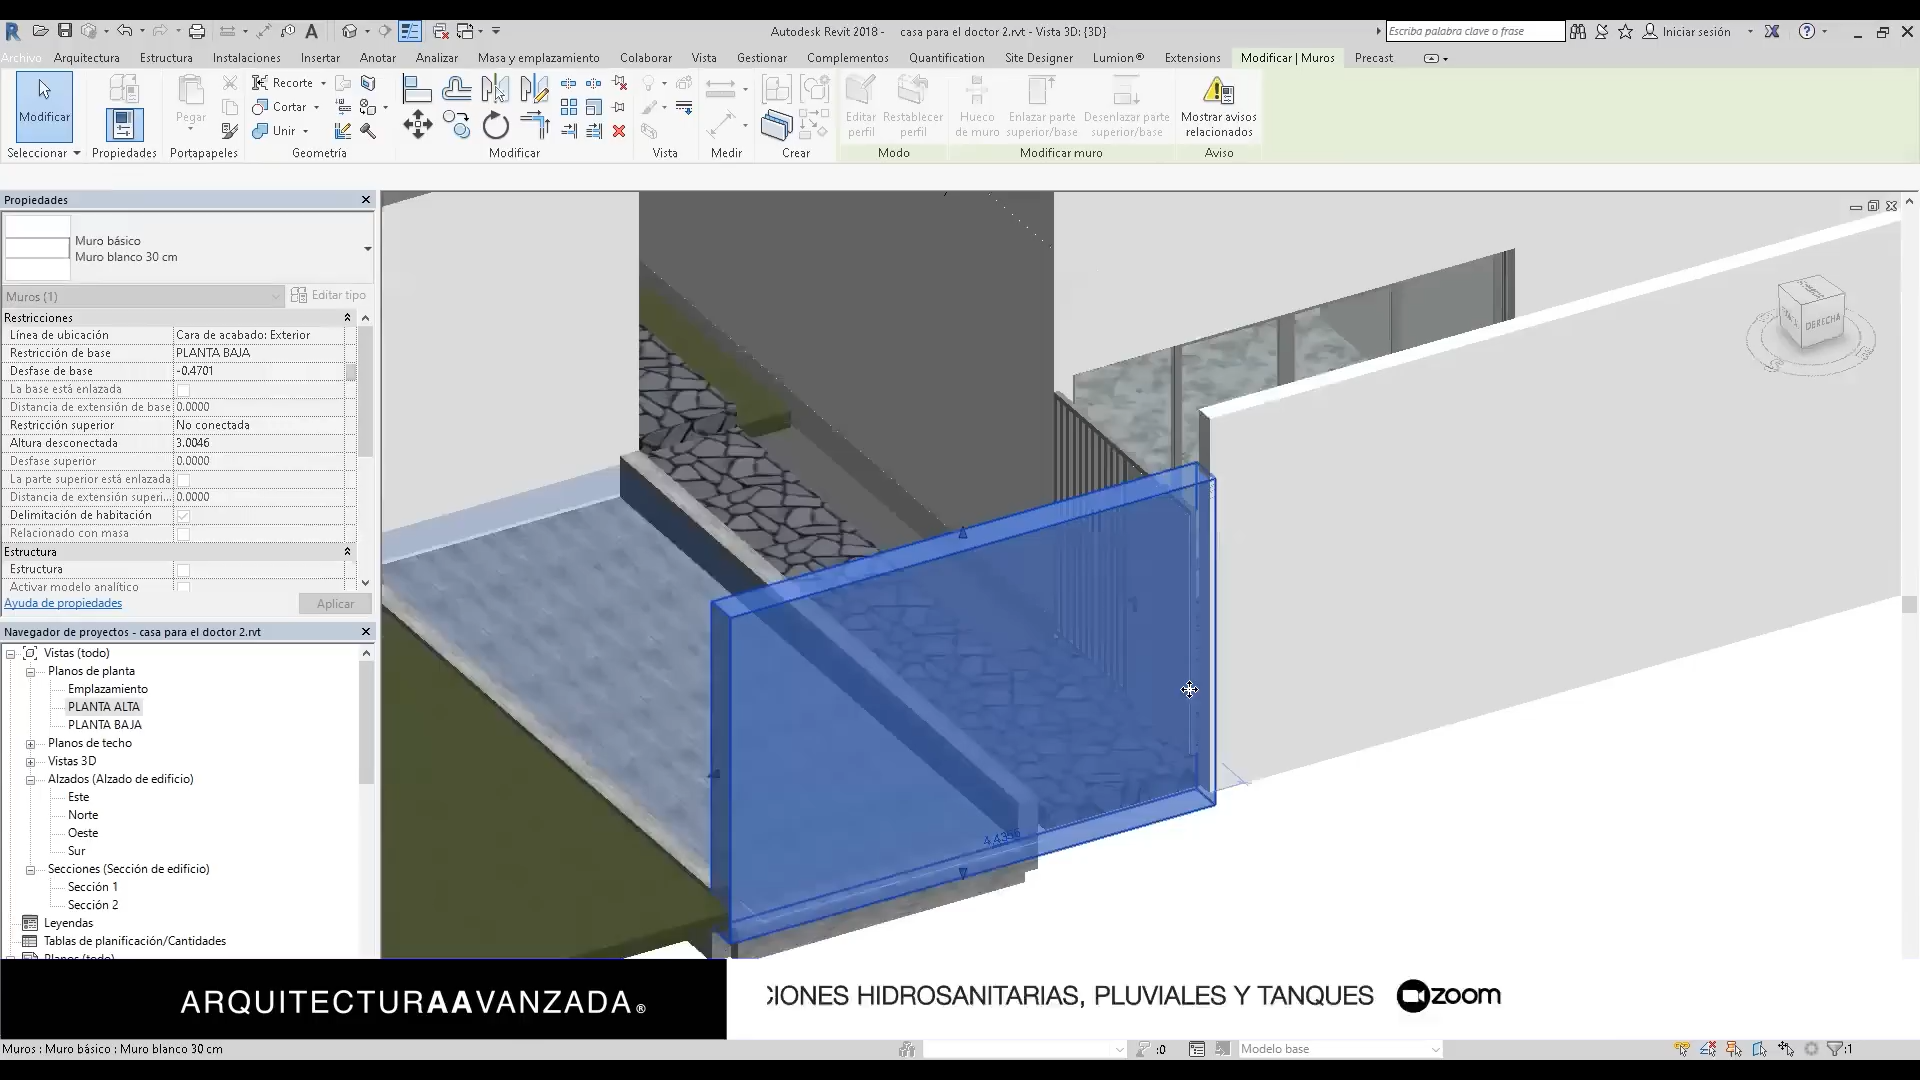 Autodesk Revit 2018 - casa para el doctor 2.rvt - Vista 3D: {3D}
Escriba palabra clave o frase
Iniciar sesión
Archivo Arquitectura Estructura Instalaciones Insertar Anotar Analizar Masa y emplazamiento Colaborar Vista Gestionar Complementos Quantification Site Designer Lumion® Extensions Modificar | Muros Precast
Modificar
Pegar
Recorte
Cortar
Unir
Editar perfil
Restablecer perfil
Hueco de muro
Enlazar parte superior/base
Desenlazar parte superior/base
Mostrar avisos relacionados
Seleccionar Propiedades Portapapeles Geometría Modificar Vista Medir Crear Modo Modificar muro Aviso
Propiedades
Muro básico
Muro blanco 30 cm
Muros (1)
Editar tipo
Restricciones
Línea de ubicación Cara de acabado: Exterior
Restricción de base PLANTA BAJA
Desfase de base -0.4701
La base está enlazada
Distancia de extensión de base 0.0000
Restricción superior No conectada
Altura desconectada 3.0046
Desfase superior 0.0000
La parte superior está enlazada
Distancia de extensión superi... 0.0000
Delimitación de habitación
Relacionado con masa
Estructura
Estructura
Activar modelo analítico
Ayuda de propiedades
Aplicar
Navegador de proyectos - casa para el doctor 2.rvt
Vistas (todo)
Planos de planta
Emplazamiento
PLANTA ALTA
PLANTA BAJA
Planos de techo
Vistas 3D
Alzados (Alzado de edificio)
Este
Norte
Oeste
Sur
Secciones (Sección de edificio)
Sección 1
Sección 2
Leyendas
Tablas de planificación/Cantidades
Planos (todo)
DERECHA
ARQUITECTURAAVANZADA®
CIONES HIDROSANITARIAS, PLUVIALES Y TANQUES
zoom
Muros : Muro básico : Muro blanco 30 cm
:0
Modelo base
:1